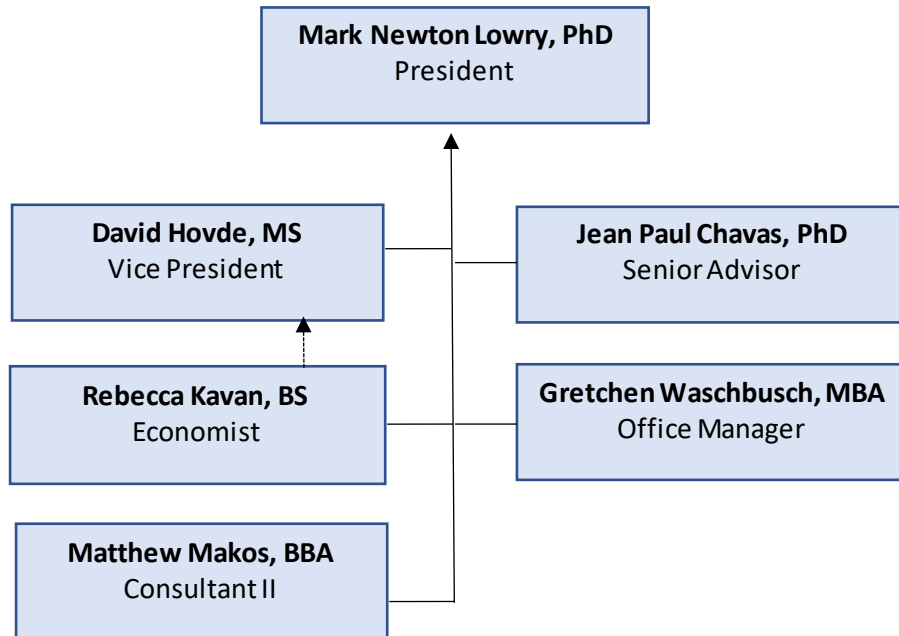 Mark Newton Lowry, PhD
President
David Hovde, MS
Vice President
Jean Paul Chavas, PhD
Senior Advisor
Rebecca Kavan, BS
Economist
Gretchen Waschbusch, MBA
Office Manager
Matthew Makos, BBA
Consultant II